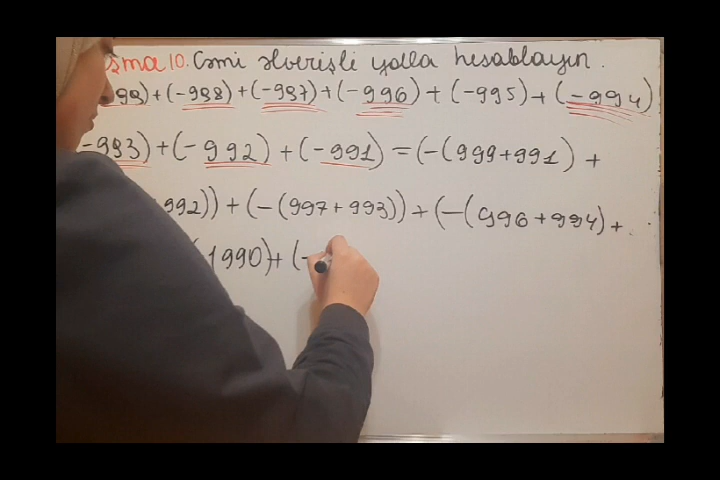 şma 10. Cəmi əlverişli yolla hesablayın.
999)+(-998)+(-997)+(-996)+(-995)+(-994)
-993)+(-992)+(-991)=(-(999+991)+
992))+(-(997+993))+(-(996+994)+
(1990)+(-